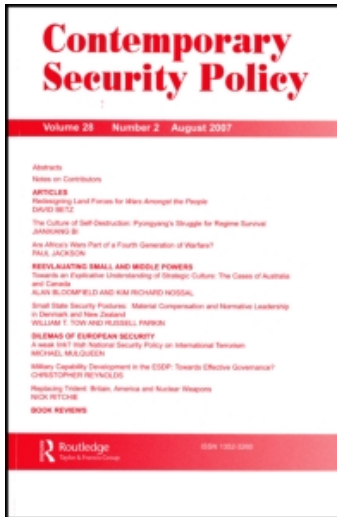 Contemporary
Security Policy
Volume 28 Number 2 August 2007
Abstracts
Notes on Contributors
ARTICLES
Redesigning Land Forces for Wars Amongst the People
DAVID BETZ
The Culture of Self-Destruction: Pyongyang's Struggle for Regime Survival
JIANXIANG BI
Are Africa's Wars Part of a Fourth Generation of Warfare?
PAUL JACKSON
REEVLAUATING SMALL AND MIDDLE POWERS
Towards an Explicative Understanding of Strategic Culture: The Cases of Australia
and Canada
ALAN BLOOMFIELD AND KIM RICHARD NOSSAL
Small State Security Postures: Material Compensation and Normative Leadership
in Denmark and New Zealand
WILLIAM T. TOW AND RUSSELL PARKIN
DILEMAS OF EUROPEAN SECURITY
A weak link? Irish National Security Policy on International Terrorism
MICHAEL MULQUEEN
Military Capability Development in the ESDP: Towards Effective Governance?
CHRISTOPHER REYNOLDS
Replacing Trident: Britain, America and Nuclear Weapons
NICK RITCHIE
BOOK REVIEWS
Routledge
Taylor & Francis Group
ISSN 1352-3260